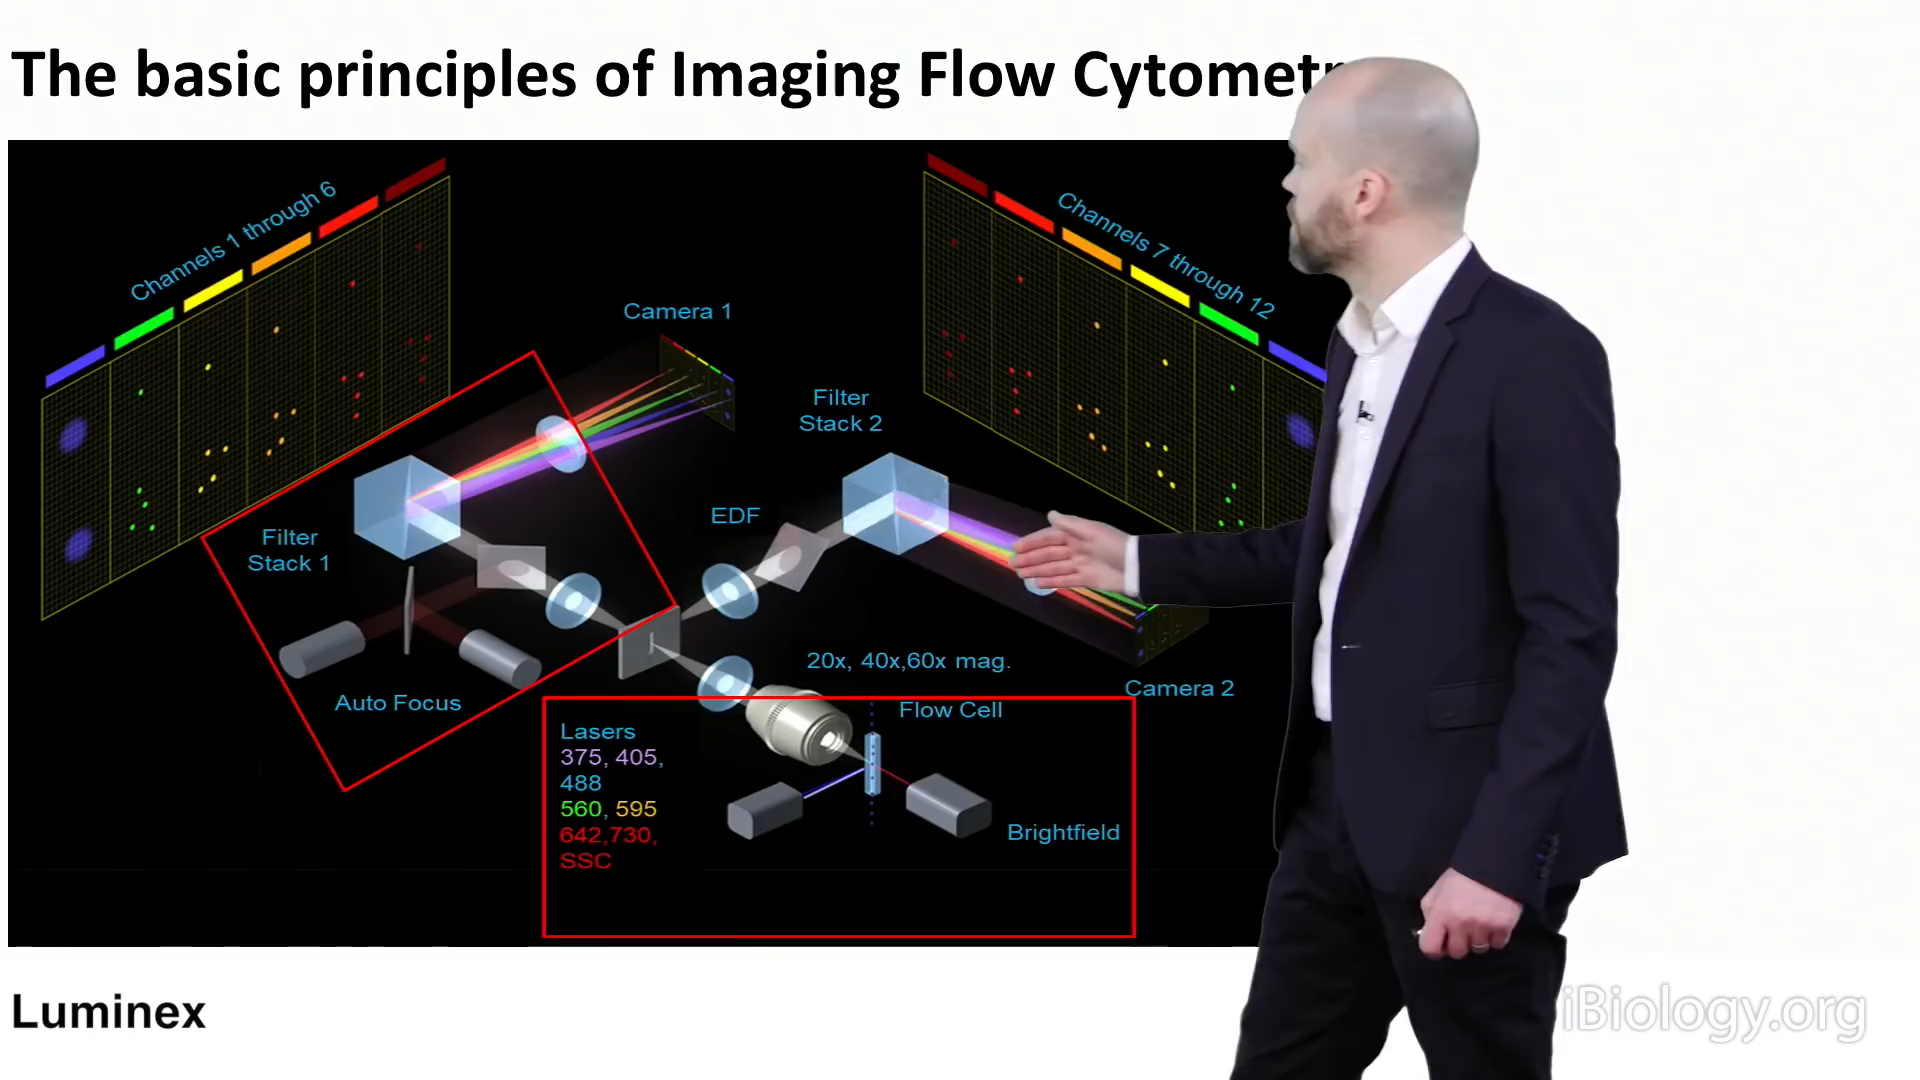 The basic principles of Imaging Flow Cytomet
Channels 1 through 6
Channels 7 through 12
Camera 1
Filter
Stack 2
EDF
Filter
Stack 1
20x, 40x,60x mag.
Camera 2
Auto Focus
Flow Cell
Lasers
375, 405,
488
560, 595
642,730,
SSC
Brightfield
Luminex
iBiology.org